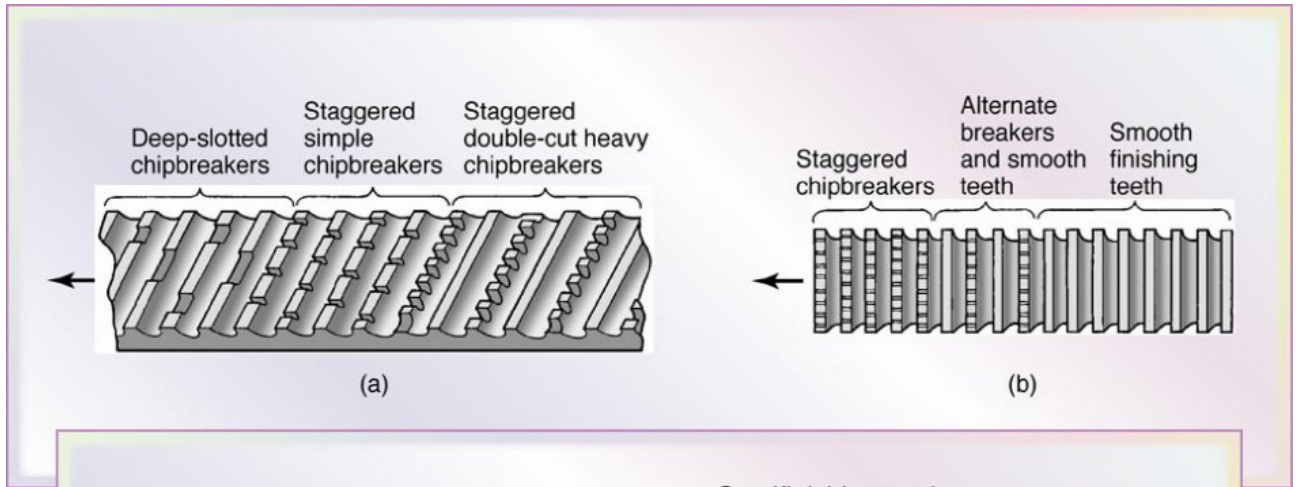 Deep-slotted
chipbreakers
Staggered
simple
chipbreakers
Staggered
double-cut heavy
chipbreakers
(a)
Staggered
chipbreakers
Alternate
breakers
and smooth
teeth
Smooth
finishing
teeth
(b)